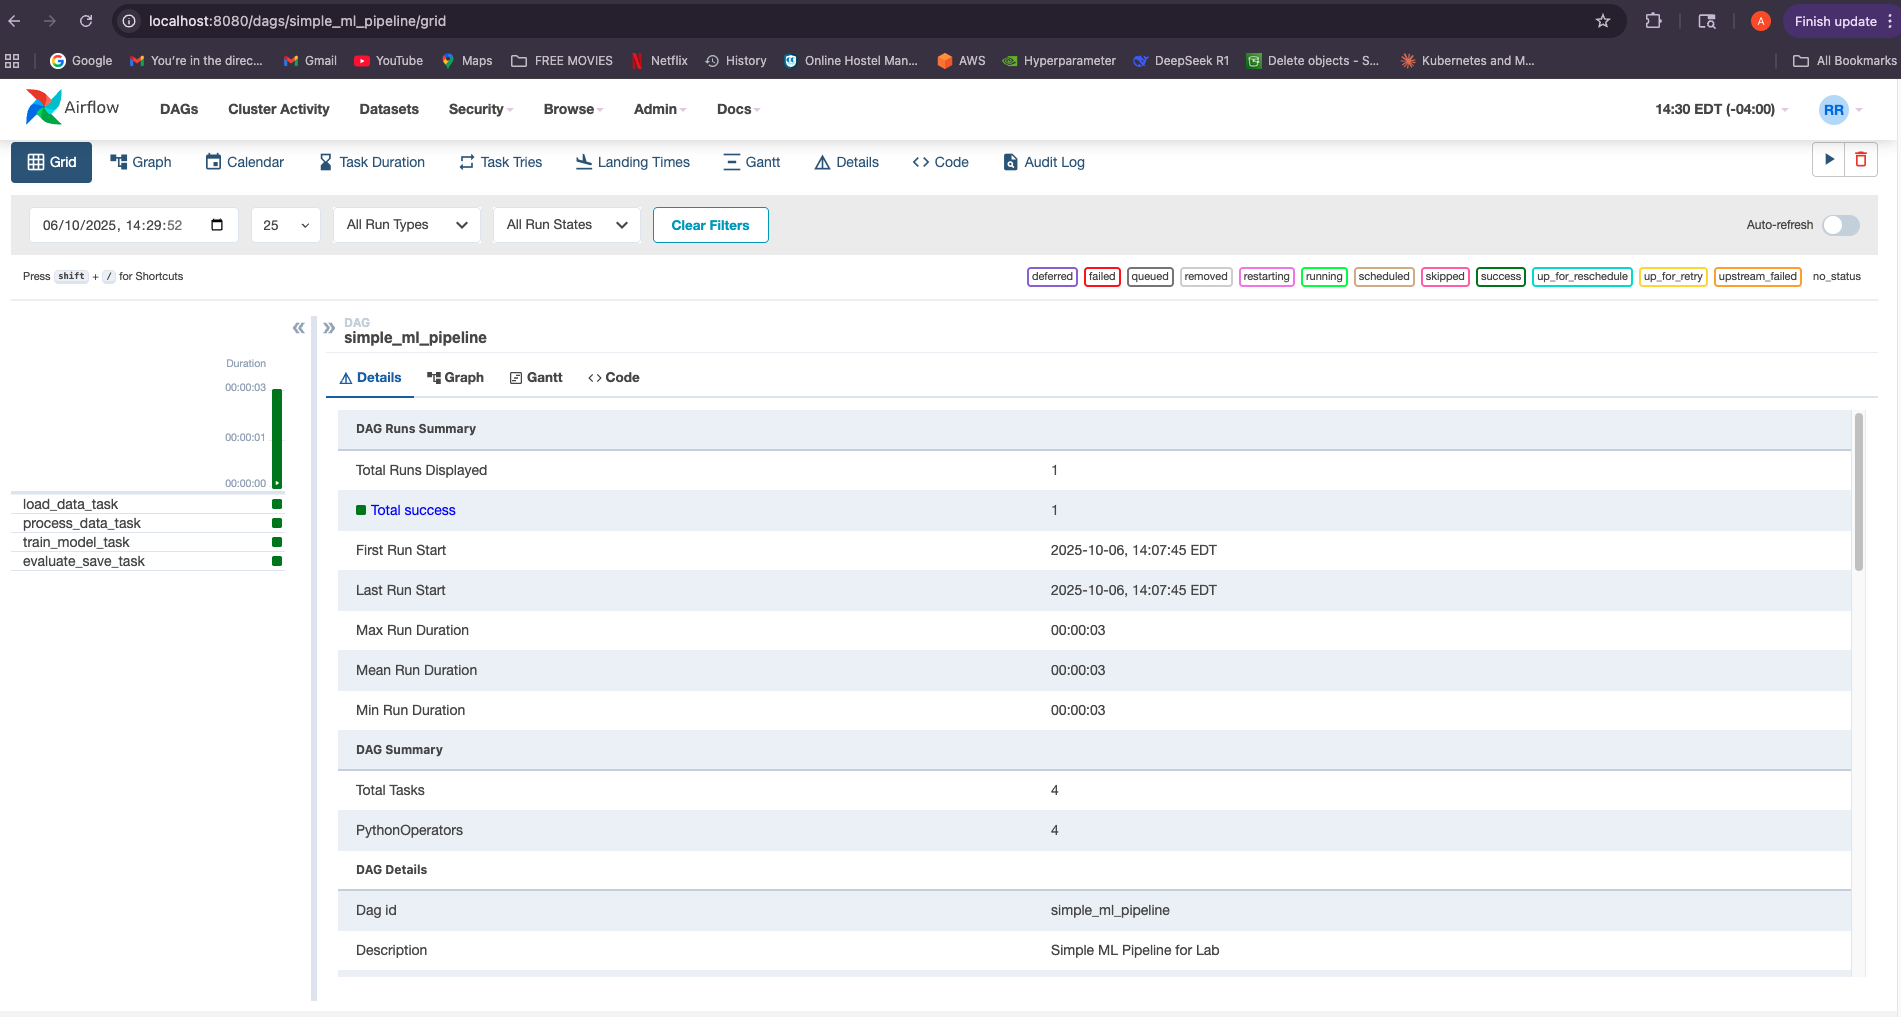 localhost:8080/dags/simple_ml_pipeline/grid
A
Finish update
Google
You're in the direc...
Gmail
YouTube
Maps
FREE MOVIES
Netflix
History
Online Hostel Man...
AWS
Hyperparameter
DeepSeek R1
Delete objects - S...
Kubernetes and M...
All Bookmarks
Airflow
DAGs
Cluster Activity
Datasets
Security
Browse
Admin
Docs
14:30 EDT (-04:00)
RR
Grid
Graph
Calendar
Task Duration
Task Tries
Landing Times
Gantt
Details
Code
Audit Log
06/10/2025, 14:29:52
25
All Run Types
All Run States
Clear Filters
Auto-refresh
Press shift + / for Shortcuts
deferred
failed
queued
removed
restarting
running
scheduled
skipped
success
up_for_reschedule
up_for_retry
upstream_failed
no_status
DAG
simple_ml_pipeline
Duration
00:00:03
00:00:01
00:00:00
load_data_task
process_data_task
train_model_task
evaluate_save_task
Details
Graph
Gantt
Code
DAG Runs Summary
Total Runs Displayed 1
Total success 1
First Run Start 2025-10-06, 14:07:45 EDT
Last Run Start 2025-10-06, 14:07:45 EDT
Max Run Duration 00:00:03
Mean Run Duration 00:00:03
Min Run Duration 00:00:03
DAG Summary
Total Tasks 4
PythonOperators 4
DAG Details
Dag id simple_ml_pipeline
Description Simple ML Pipeline for Lab